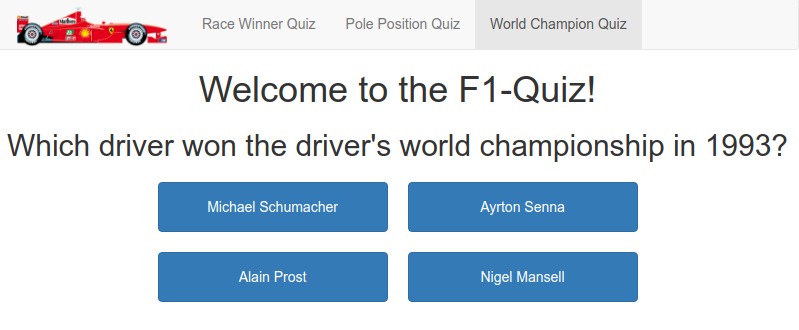 Race Winner Quiz Pole Position Quiz World Champion Quiz
Welcome to the F1-Quiz!
Which driver won the driver's world championship in 1993?
Michael Schumacher Ayrton Senna
Alain Prost Nigel Mansell